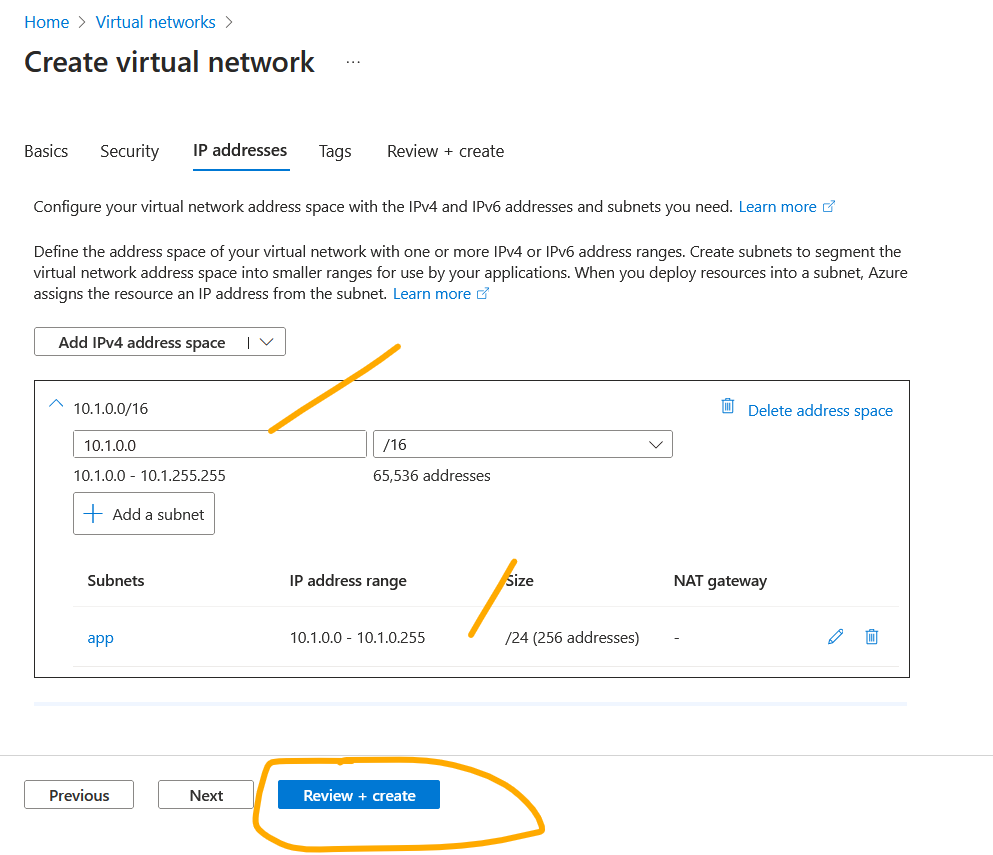 Home > Virtual networks >
Create virtual network ...
Basics Security IP addresses Tags Review + create
Configure your virtual network address space with the IPv4 and IPv6 addresses and subnets you need. Learn more
Define the address space of your virtual network with one or more IPv4 or IPv6 address ranges. Create subnets to segment the
virtual network address space into smaller ranges for use by your applications. When you deploy resources into a subnet, Azure
assigns the resource an IP address from the subnet. Learn more
Add IPv4 address space |
10.1.0.0/16 Delete address space
10.1.0.0 /16
10.1.0.0 - 10.1.255.255 65,536 addresses
+ Add a subnet
Subnets IP address range Size NAT gateway
app 10.1.0.0 - 10.1.0.255 /24 (256 addresses) -
Previous Next Review + create